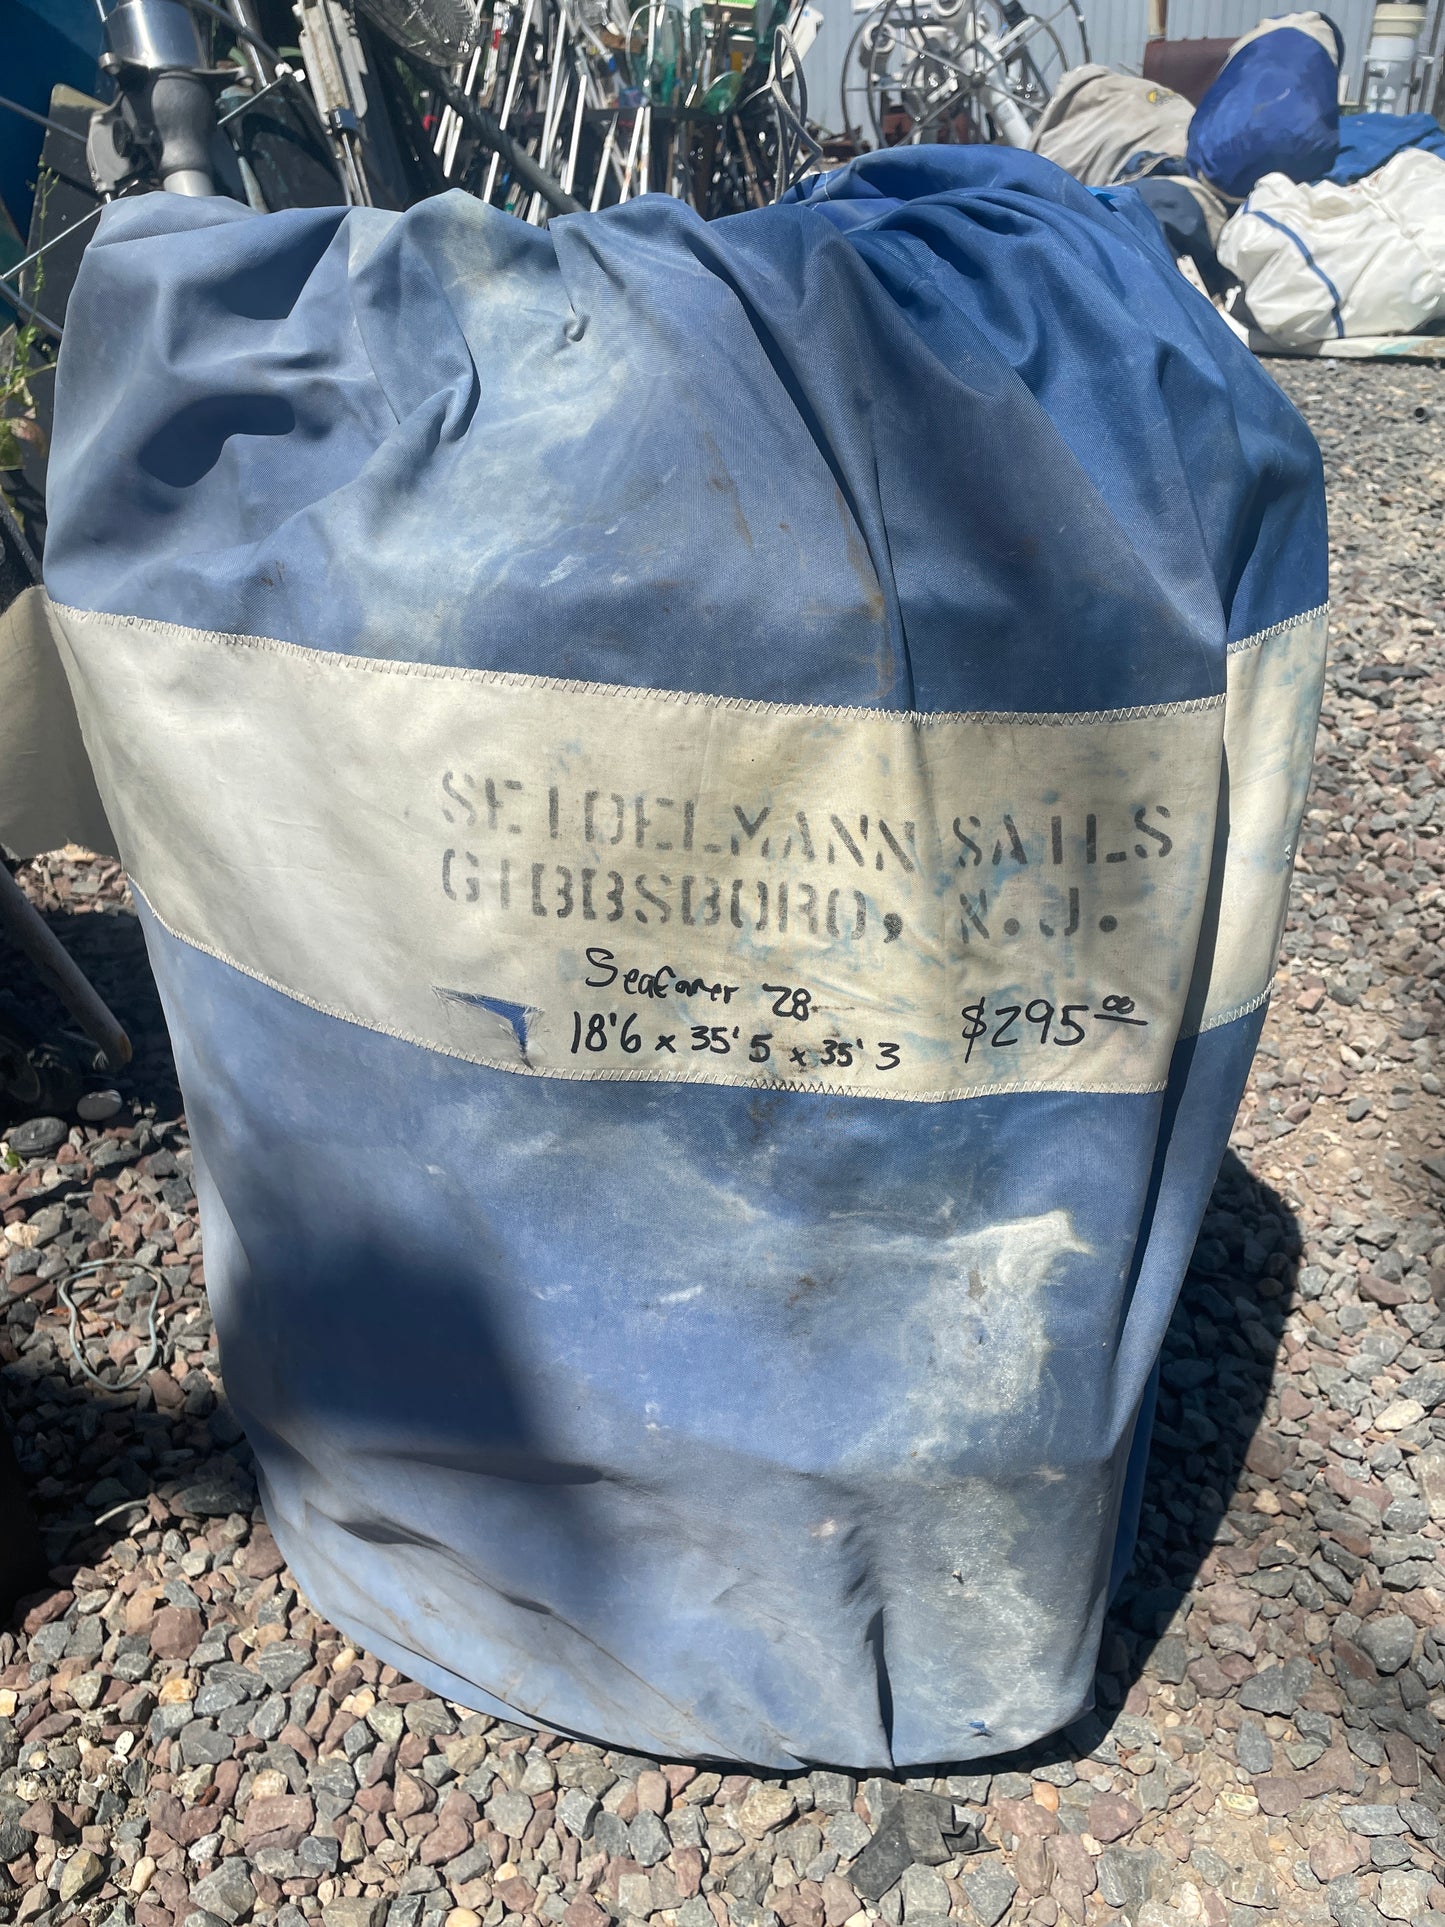 SEIDELMANN SAILS
GIBBSBORO, N.J.
Seafarer 28
18'6 x 35'5 x 35'3 $295.00